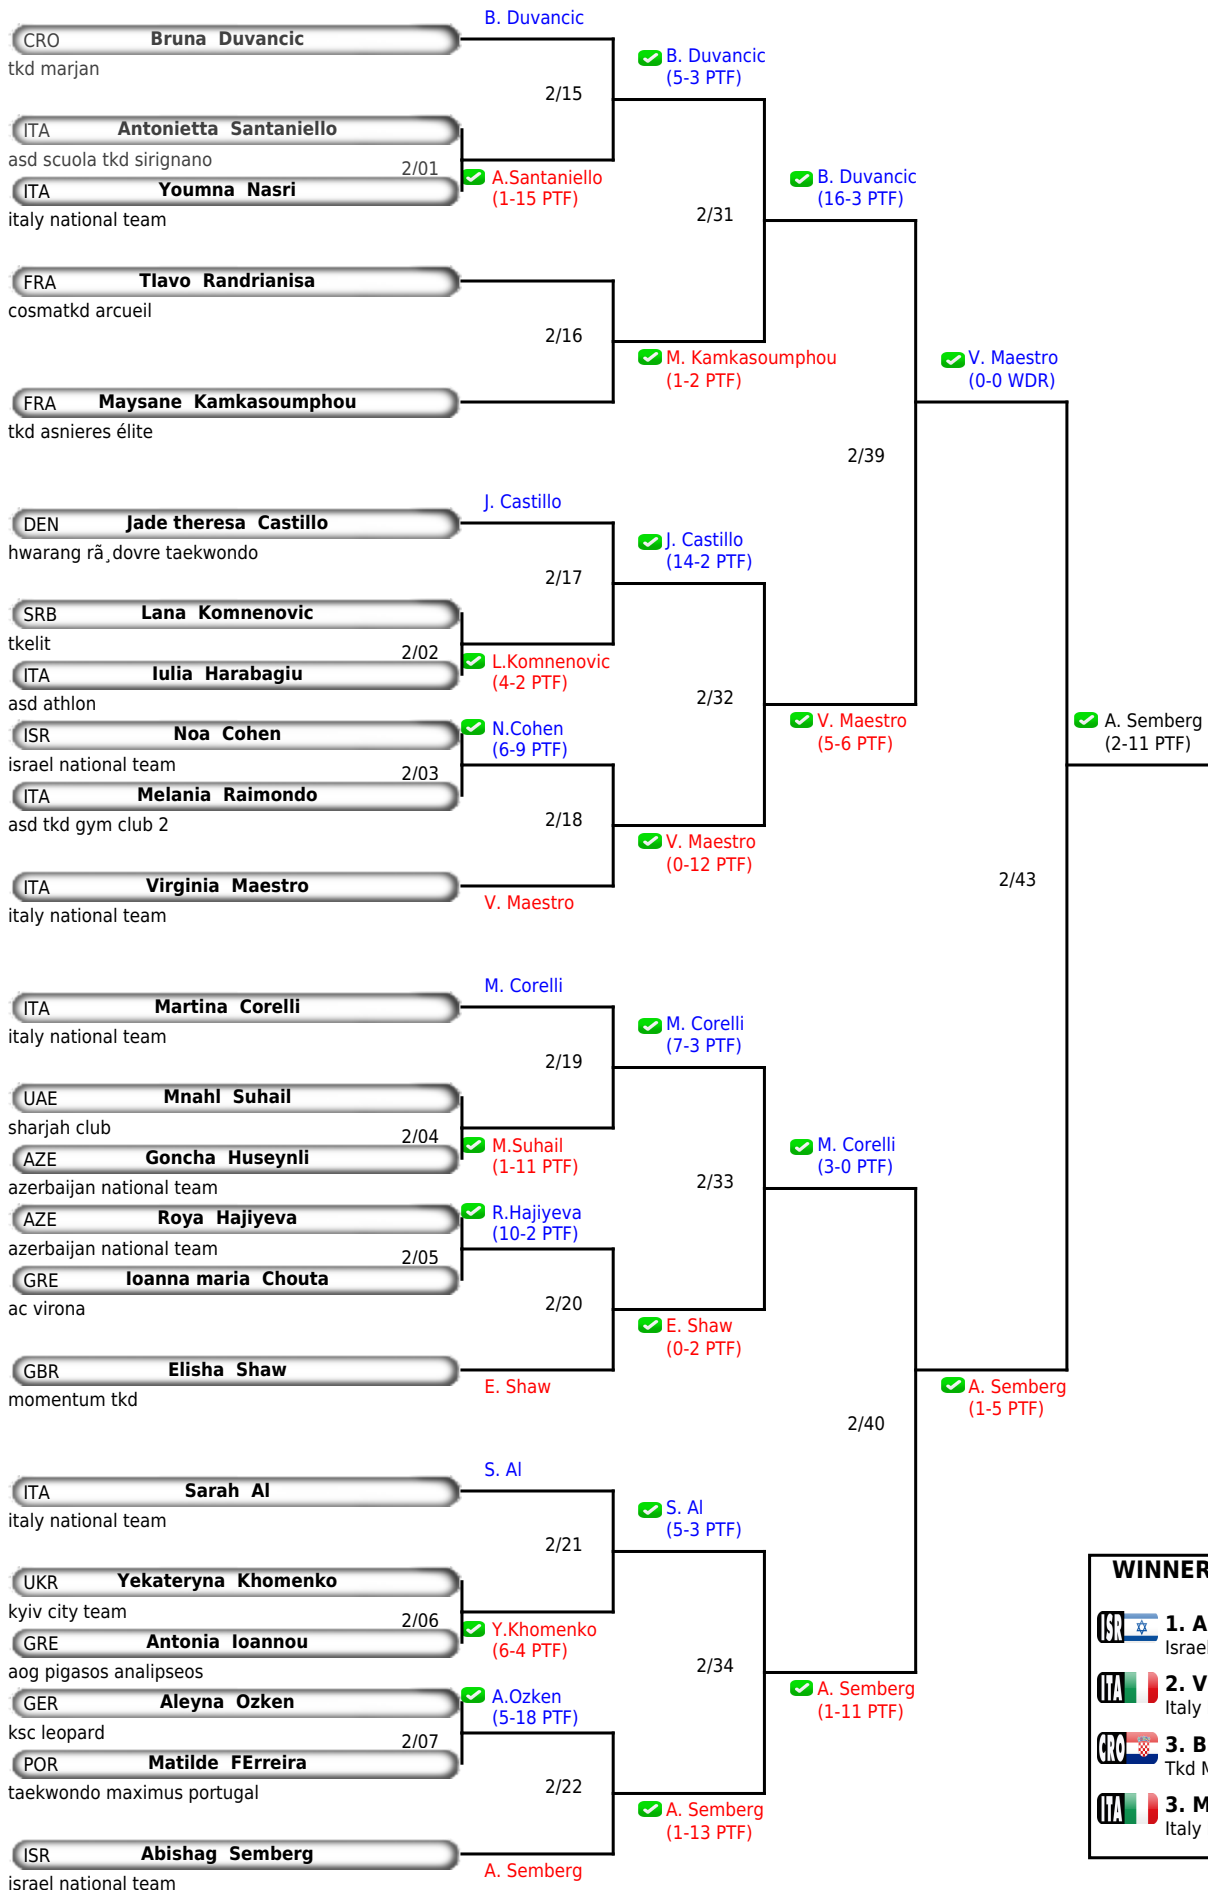 B. Duvancic
CRO Bruna Duvancic
tkd marjan
B. Duvancic
(5-3 PTF)
2/15
ITA Antonietta Santaniello
asd scuola tkd sirignano
2/01
ITA Youmna Nasri
italy national team
A.Santaniello
(1-15 PTF)
B. Duvancic
(16-3 PTF)
2/31
FRA Tlavo Randrianisa
cosmatkd arcueil
2/16
M. Kamkasoumphou
(1-2 PTF)
V. Maestro
(0-0 WDR)
FRA Maysane Kamkasoumphou
tkd asnieres élite
2/39
J. Castillo
DEN Jade theresa Castillo
hwarang rã¸dovre taekwondo
J. Castillo
(14-2 PTF)
2/17
SRB Lana Komnenovic
tkelit
2/02
ITA Iulia Harabagiu
asd athlon
L.Komnenovic
(4-2 PTF)
2/32
ISR Noa Cohen
israel national team
N.Cohen
(6-9 PTF)
V. Maestro
(5-6 PTF)
A. Semberg
(2-11 PTF)
2/03
ITA Melania Raimondo
asd tkd gym club 2
2/18
V. Maestro
(0-12 PTF)
ITA Virginia Maestro
italy national team
V. Maestro
2/43
M. Corelli
ITA Martina Corelli
italy national team
M. Corelli
(7-3 PTF)
2/19
UAE Mnahl Suhail
sharjah club
2/04
AZE Goncha Huseynli
azerbaijan national team
M.Suhail
(1-11 PTF)
M. Corelli
(3-0 PTF)
2/33
AZE Roya Hajiyeva
azerbaijan national team
R.Hajiyeva
(10-2 PTF)
2/05
GRE Ioanna maria Chouta
ac virona
2/20
E. Shaw
(0-2 PTF)
GBR Elisha Shaw
momentum tkd
E. Shaw
A. Semberg
(1-5 PTF)
2/40
S. Al
ITA Sarah Al
italy national team
S. Al
(5-3 PTF)
2/21
UKR Yekateryna Khomenko
kyiv city team
2/06
GRE Antonia Ioannou
aog pigasos analipseos
Y.Khomenko
(6-4 PTF)
2/34
GER Aleyna Ozken
ksc leopard
A.Ozken
(5-18 PTF)
A. Semberg
(1-11 PTF)
2/07
POR Matilde FErreira
taekwondo maximus portugal
2/22
A. Semberg
(1-13 PTF)
ISR Abishag Semberg
israel national team
A. Semberg
WINNER
ISR 1. A
Israel
ITA 2. V
Italy
CRO 3. B
Tkd M
ITA 3. M
Italy